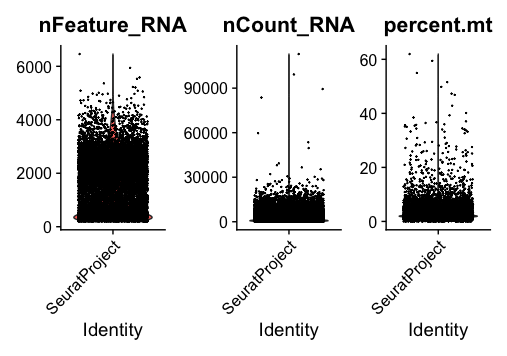 nFeature_RNA
6000
4000
2000
0
SeuratProject
Identity
nCount_RNA
90000
60000
30000
0
SeuratProject
Identity
percent.mt
60
40
20
0
SeuratProject
Identity